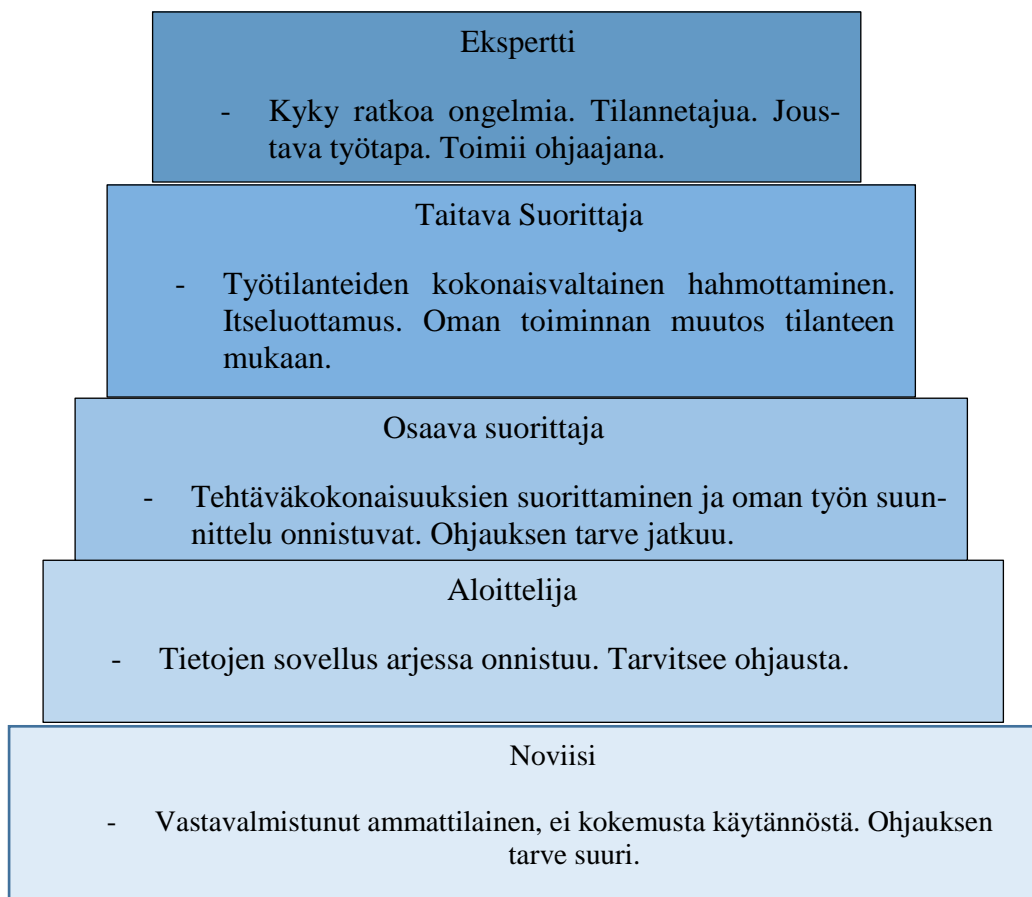 Ekspertti
- Kyky ratkoa ongelmia. Tilannetajua. Jous-
tava työtapa. Toimii ohjaajana.
Taitava Suorittaja
- Työtilanteiden kokonaisvaltainen hahmottaminen.
Itseluottamus. Oman toiminnan muutos tilanteen
mukaan.
Osaava suorittaja
- Tehtäväkokonaisuuksien suorittaminen ja oman työn suun-
nittelu onnistuvat. Ohjauksen tarve jatkuu.
Aloittelija
- Tietojen sovellus arjessa onnistuu. Tarvitsee ohjausta.
Noviisi
- Vastavalmistunut ammattilainen, ei kokemusta käytännöstä. Ohjauksen
tarve suuri.